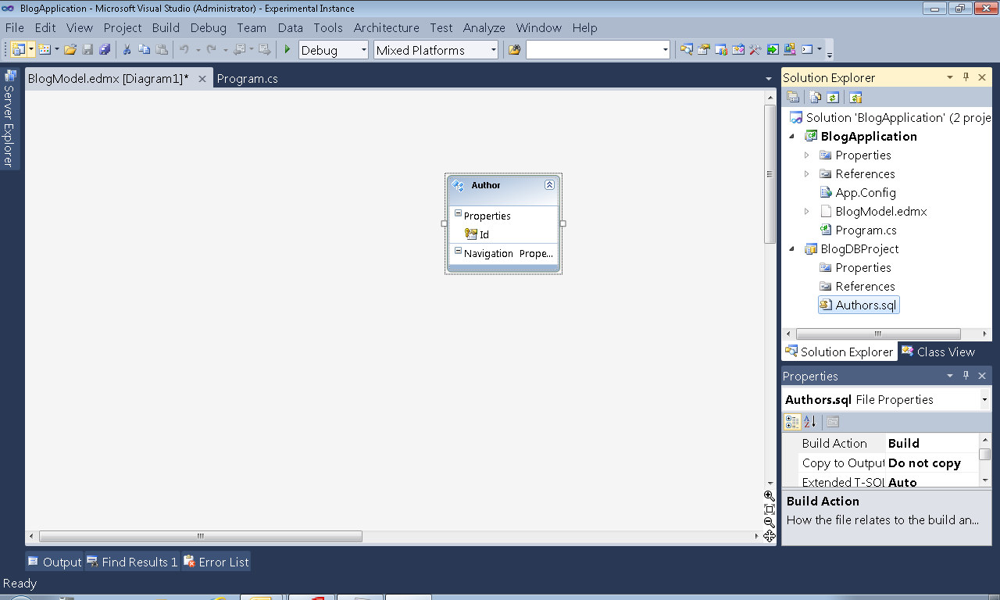 BlogApplication - Microsoft Visual Studio (Administrator) - Experimental Instance
File Edit View Project Build Debug Team Data Tools Architecture Test Analyze Window Help
Debug Mixed Platforms
Server Explorer
BlogModel.edmx [Diagram1]* Program.cs
Author
Properties
Id
Navigation Prope...
Solution Explorer
Solution 'BlogApplication' (2 proje
BlogApplication
Properties
References
App.Config
BlogModel.edmx
Program.cs
BlogDBProject
Properties
References
Authors.sql
Solution Explorer Class View
Properties
Authors.sql File Properties
Build Action Build
Copy to Output Do not copy
Extended T-SQL Auto
Build Action
How the file relates to the build an...
Output Find Results 1 Error List
Ready